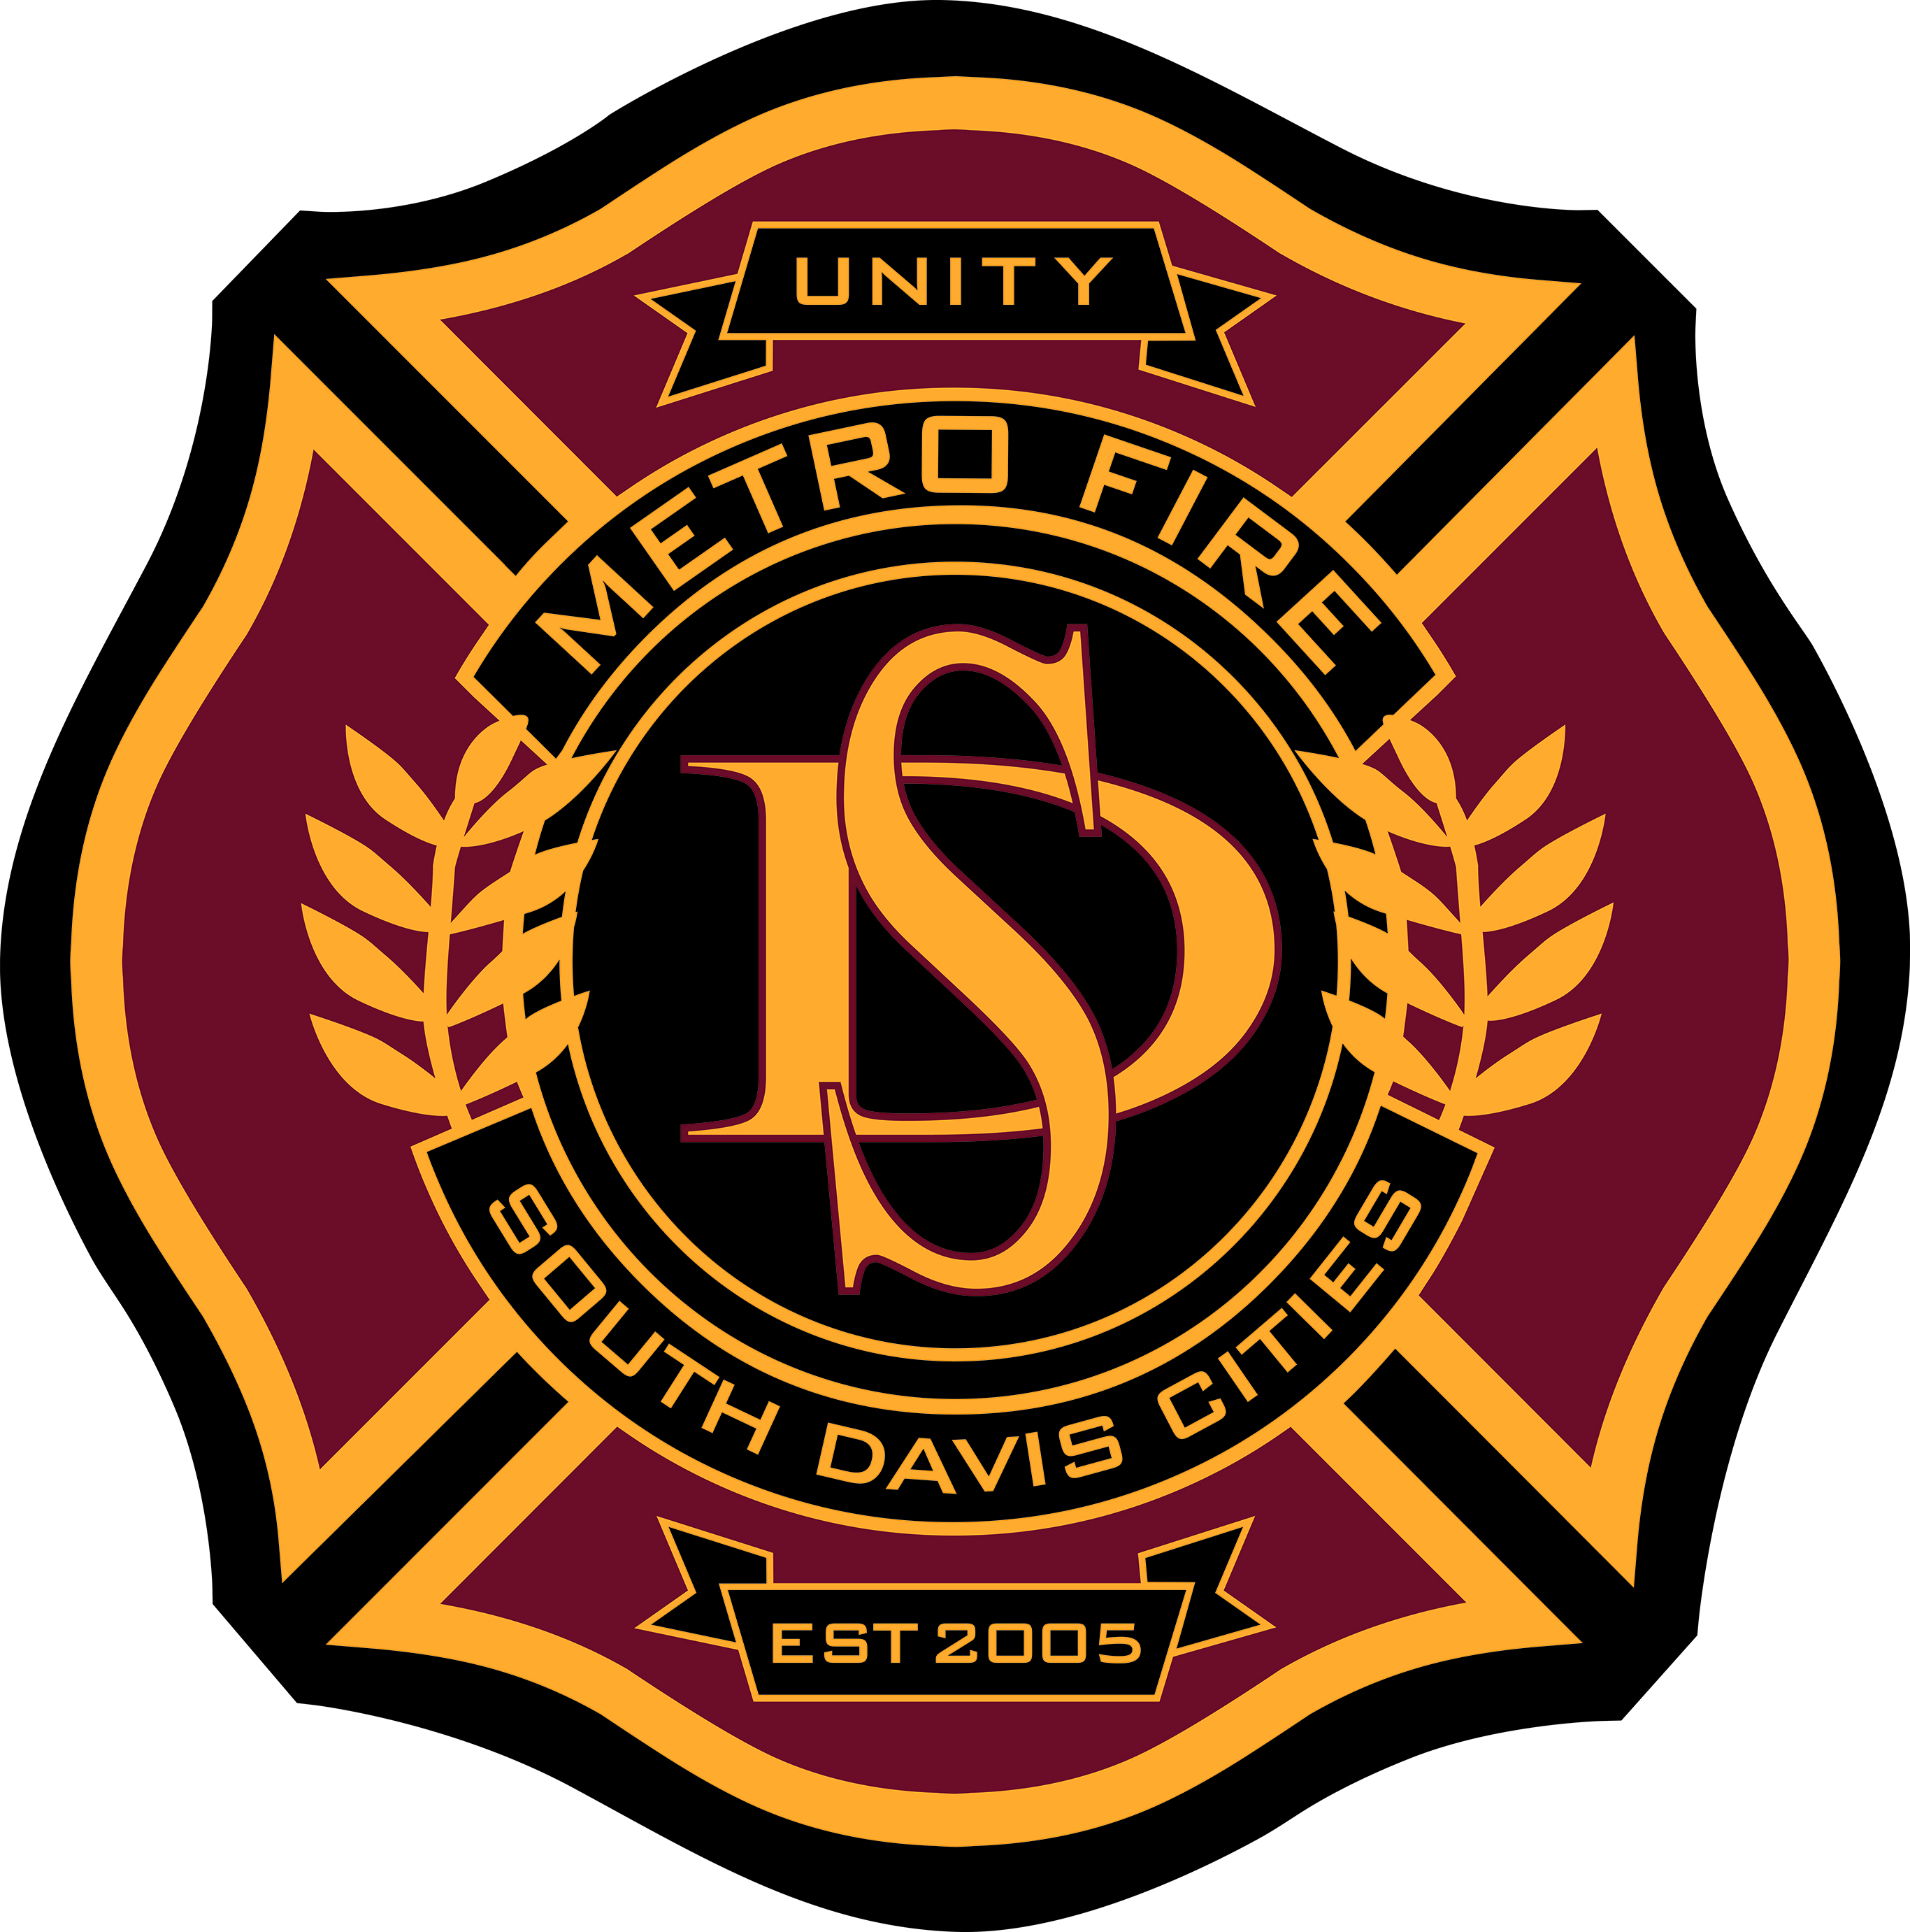 UNITY
METRO FIRE
SD
SOUTH DAVIS CITIES
EST 2005